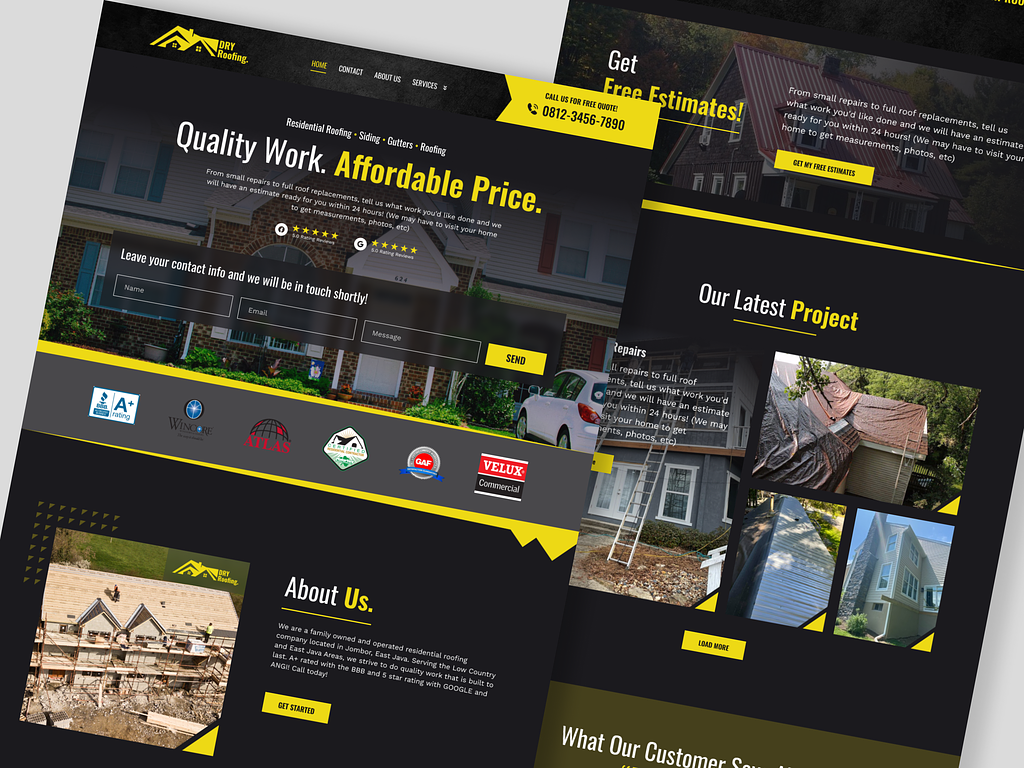 DRY
Roofing.
HOME
CONTACT
ABOUT US
SERVICES
CALL US FOR FREE QUOTE!
0812-3456-7890
Residential Roofing • Siding • Gutters • Roofing
Quality Work. Affordable Price.
From small repairs to full roof replacements, tell us what work you'd like done and we
will have an estimate ready for you within 24 hours! (We may have to visit your home
to get measurements, photos, etc)
5.0 Rating Reviews
G
5.0 Rating Reviews
624
Leave your contact info and we will be in touch shortly!
Name
Email
Message
SEND
BBB
A+
rating
WINCORE
ATLAS
CERTIFIED
GAF
VELUX
Commercial
DRY
Roofing.
About Us.
We are a family owned and operated residential roofing
company located in Jombor, East Java. Serving the Low Country
and East Java Areas, we strive to do quality work that is built to
last. A+ rated with the BBB and 5 star rating with GOOGLE and
ANGI! Call today!
GET STARTED
Get
Free Estimates!
From small repairs to full roof replacements, tell us
what work you'd like done and we will have an estimate
ready for you within 24 hours! (We may have to visit your
home to get measurements, photos, etc)
GET MY FREE ESTIMATES
Our Latest Project
Repairs
ll repairs to full roof
ents, tell us what work you'd
and we will have an estimate
you within 24 hours! (We may
visit your home to get
ments, photos, etc)
LOAD MORE
What Our Customer